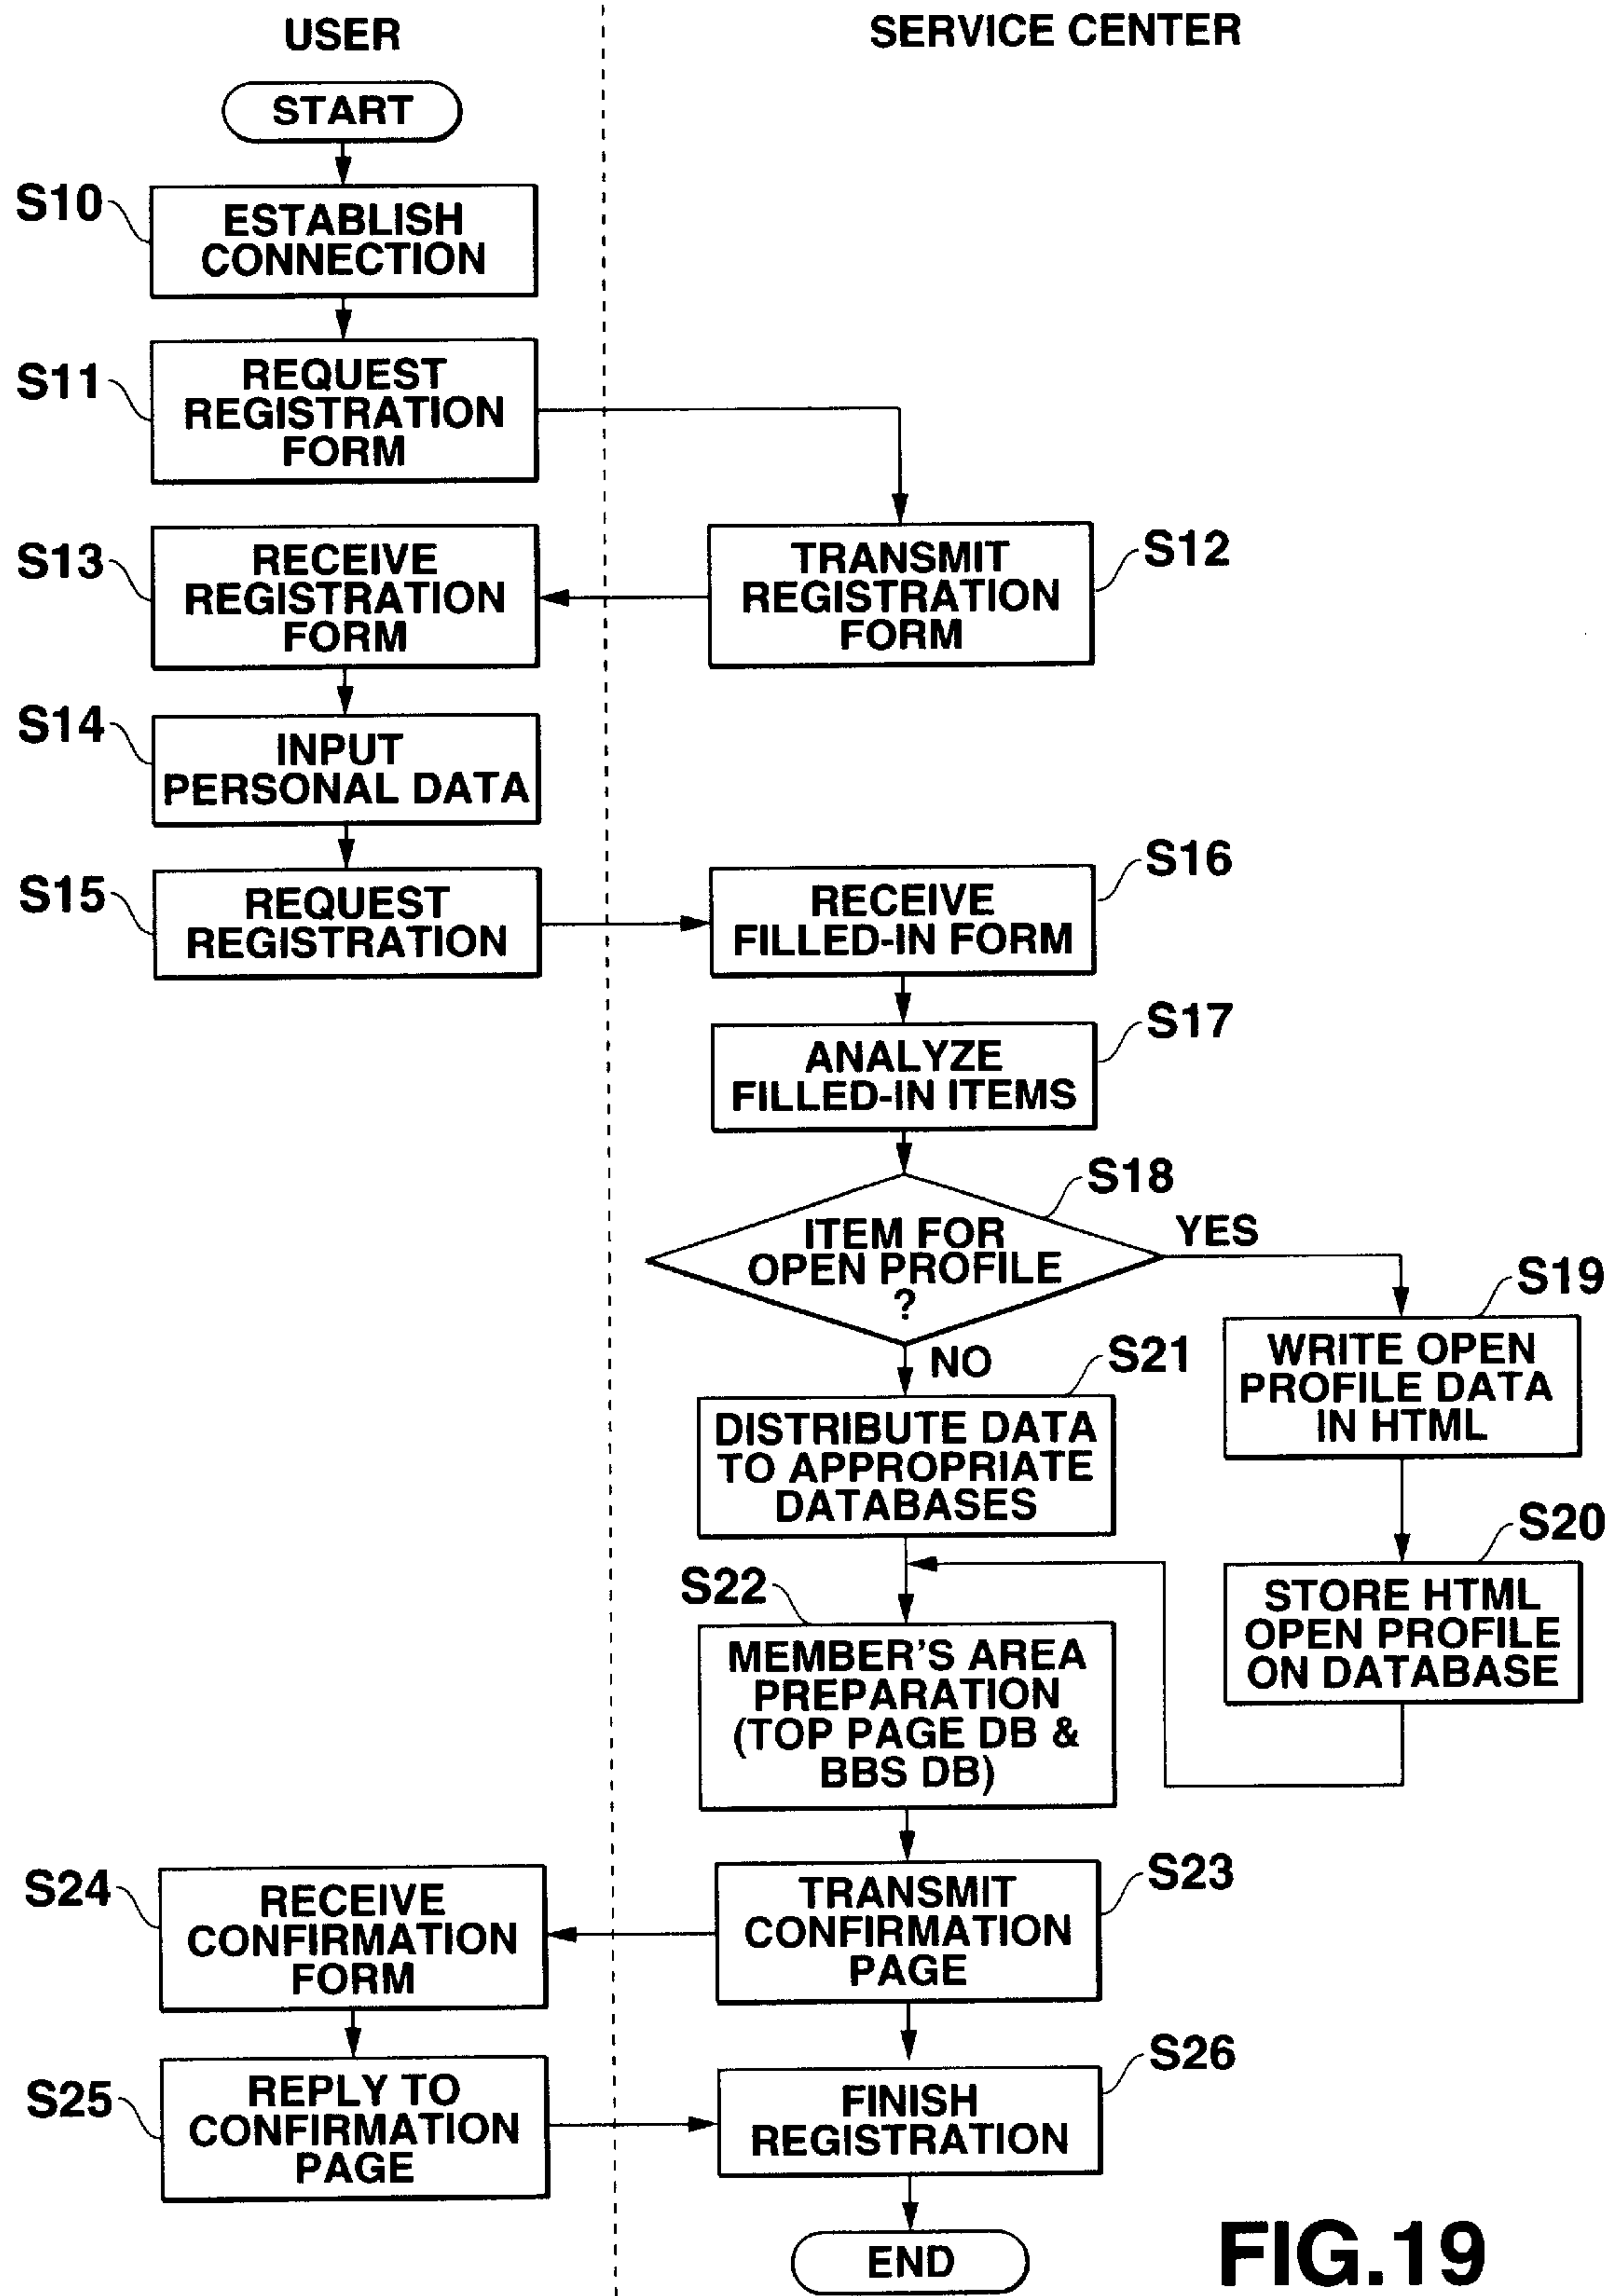 USER
SERVICE CENTER
START
S10
ESTABLISH
CONNECTION
S11
REQUEST
REGISTRATION
FORM
S12
TRANSMIT
REGISTRATION
FORM
S13
RECEIVE
REGISTRATION
FORM
S14
INPUT
PERSONAL DATA
S15
REQUEST
REGISTRATION
S16
RECEIVE
FILLED-IN FORM
S17
ANALYZE
FILLED-IN ITEMS
S18
ITEM FOR
OPEN PROFILE
?
YES
NO
S19
WRITE OPEN
PROFILE DATA
IN HTML
S20
STORE HTML
OPEN PROFILE
ON DATABASE
S21
DISTRIBUTE DATA
TO APPROPRIATE
DATABASES
S22
MEMBER'S AREA
PREPARATION
(TOP PAGE DB &
BBS DB)
S23
TRANSMIT
CONFIRMATION
PAGE
S24
RECEIVE
CONFIRMATION
FORM
S25
REPLY TO
CONFIRMATION
PAGE
S26
FINISH
REGISTRATION
END
FIG.19